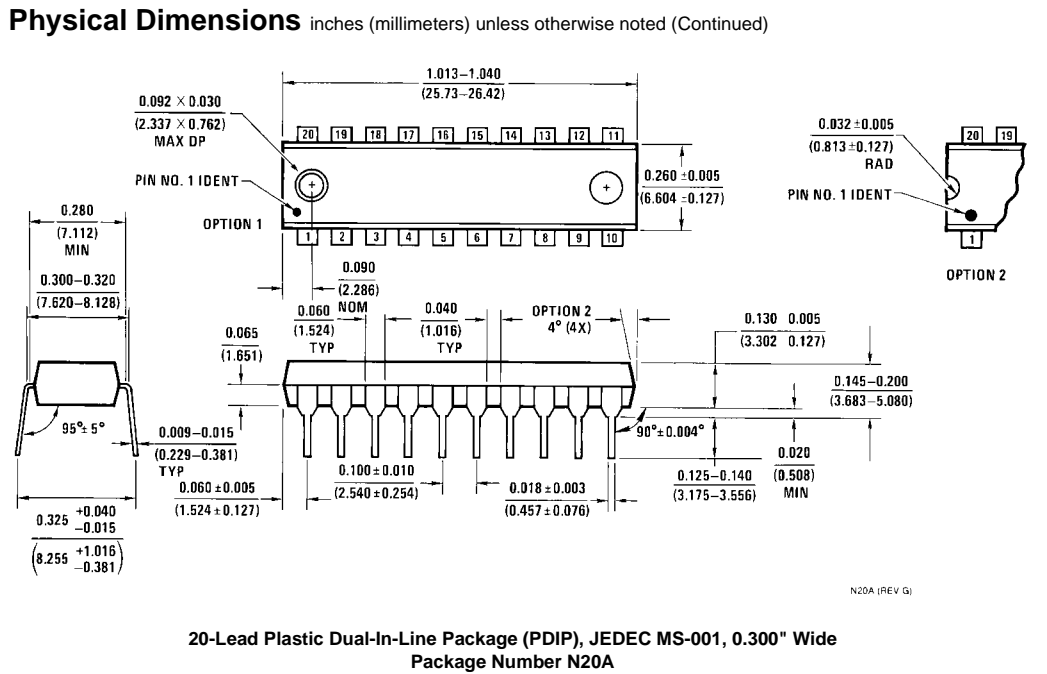 Physical Dimensions inches (millimeters) unless otherwise noted (Continued)
1.013–1.040
(25.73–26.42)
0.092 × 0.030
(2.337 × 0.762)
MAX DP
20 19 18 17 16 15 14 13 12 11
PIN NO. 1 IDENT
OPTION 1
1 2 3 4 5 6 7 8 9 10
0.260 ±0.005
(6.604 ±0.127)
0.032 ±0.005
(0.813 ±0.127)
RAD
20 19
PIN NO. 1 IDENT
1
OPTION 2
0.280
(7.112)
MIN
0.300–0.320
(7.620–8.128)
0.090
(2.286)
NOM
0.060
(1.524)
TYP
0.040
(1.016)
TYP
OPTION 2
4° (4X)
0.065
(1.651)
0.130 0.005
(3.302 0.127)
0.145–0.200
(3.683–5.080)
95°±5°
90°±0.004°
0.009–0.015
(0.229–0.381)
TYP
0.100 ±0.010
(2.540 ±0.254)
0.060 ±0.005
(1.524 ±0.127)
0.018 ±0.003
(0.457 ±0.076)
0.125–0.140
(3.175–3.556)
0.020
(0.508)
MIN
0.325 +0.040
–0.015
(8.255 +1.016
–0.381)
N20A (REV G)
20-Lead Plastic Dual-In-Line Package (PDIP), JEDEC MS-001, 0.300" Wide
Package Number N20A